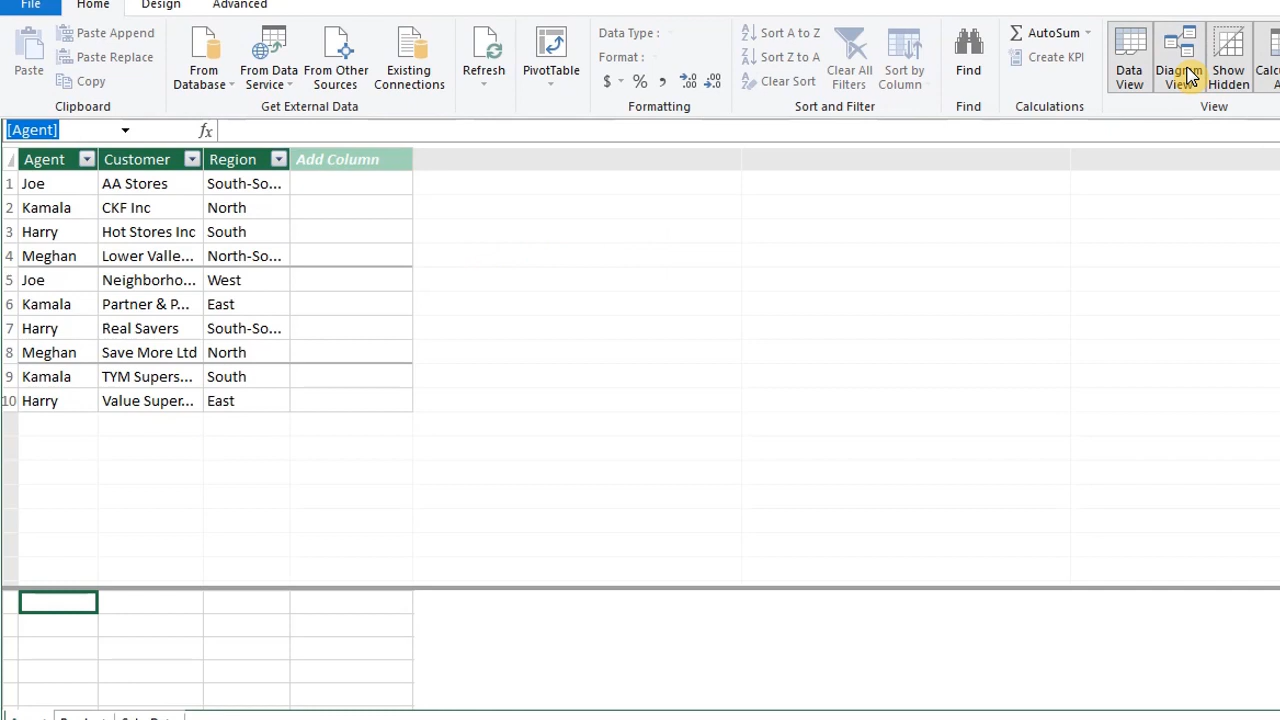 File Home Design Advanced
Paste Append
Paste Replace
Copy
Paste
Clipboard
From Database
From Data Service
From Other Sources
Existing Connections
Get External Data
Refresh
PivotTable
Data Type :
Format :
$ % ,
Formatting
Sort A to Z
Sort Z to A
Clear Sort
Clear All Filters
Sort by Column
Sort and Filter
Find
Find
AutoSum
Create KPI
Calculations
Data View
Diagram View
Show Hidden
View
[Agent] fx
Agent Customer Region Add Column
1 Joe AA Stores South-So...
2 Kamala CKF Inc North
3 Harry Hot Stores Inc South
4 Meghan Lower Valle... North-So...
5 Joe Neighborho... West
6 Kamala Partner & P... East
7 Harry Real Savers South-So...
8 Meghan Save More Ltd North
9 Kamala TYM Supers... South
10 Harry Value Super... East